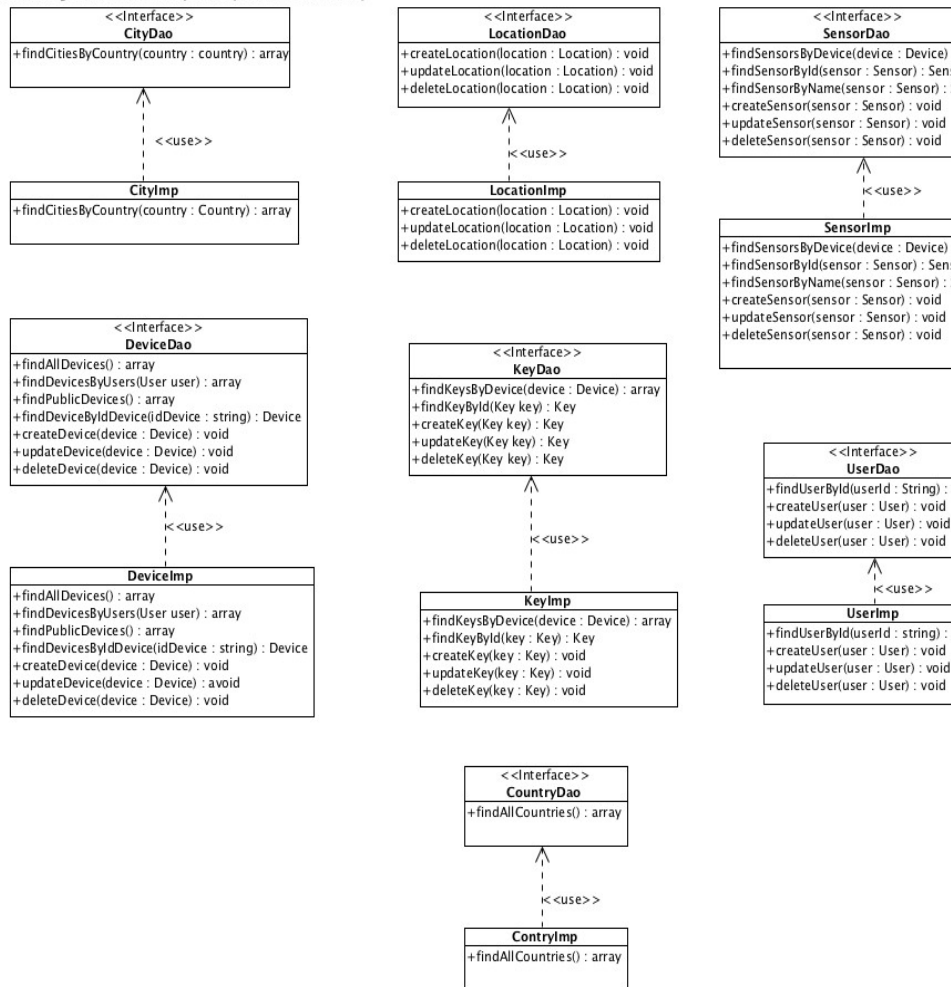 <<Interface>>
CityDao
+findCitiesByCountry(country : country) : array
<<use>>
CityImp
+findCitiesByCountry(country : Country) : array
<<Interface>>
LocationDao
+createLocation(location : Location) : void
+updateLocation(location : Location) : void
+deleteLocation(location : Location) : void
<<use>>
LocationImp
+createLocation(location : Location) : void
+updateLocation(location : Location) : void
+deleteLocation(location : Location) : void
<<Interface>>
SensorDao
+findSensorsByDevice(device : Device)
+findSensorById(sensor : Sensor) :
+findSensorByName(sensor : Sensor) :
+createSensor(sensor : Sensor) : void
+updateSensor(sensor : Sensor) : void
+deleteSensor(sensor : Sensor) : void
<<use>>
SensorImp
+findSensorsByDevice(device : Device)
+findSensorById(sensor : Sensor) :
+findSensorByName(sensor : Sensor) :
+createSensor(sensor : Sensor) : void
+updateSensor(sensor : Sensor) : void
+deleteSensor(sensor : Sensor) : void
<<Interface>>
DeviceDao
+findAllDevices() : array
+findDevicesByUsers(User user) : array
+findPublicDevices() : array
+findDeviceByIdDevice(idDevice : string) : Device
+createDevice(device : Device) : void
+updateDevice(device : Device) : void
+deleteDevice(device : Device) : void
<<use>>
DeviceImp
+findAllDevices() : array
+findDevicesByUsers(User user) : array
+findPublicDevices() : array
+findDevicesByIdDevice(idDevice : string) : Device
+createDevice(device : Device) : void
+updateDevice(device : Device) : avoid
+deleteDevice(device : Device) : void
<<Interface>>
KeyDao
+findKeysByDevice(device : Device) : array
+findKeyById(Key key) : Key
+createKey(Key key) : Key
+updateKey(Key key) : Key
+deleteKey(Key key) : Key
<<use>>
KeyImp
+findKeysByDevice(device : Device) : array
+findKeyById(key : Key) : Key
+createKey(key : Key) : void
+updateKey(key : Key) : void
+deleteKey(key : Key) : void
<<Interface>>
UserDao
+findUserById(userId : String) :
+createUser(user : User) : void
+updateUser(user : User) : void
+deleteUser(user : User) : void
<<use>>
UserImp
+findUserById(userId : string) :
+createUser(user : User) : void
+updateUser(user : User) : void
+deleteUser(user : User) : void
<<Interface>>
CountryDao
+findAllCountries() : array
<<use>>
ContryImp
+findAllCountries() : array